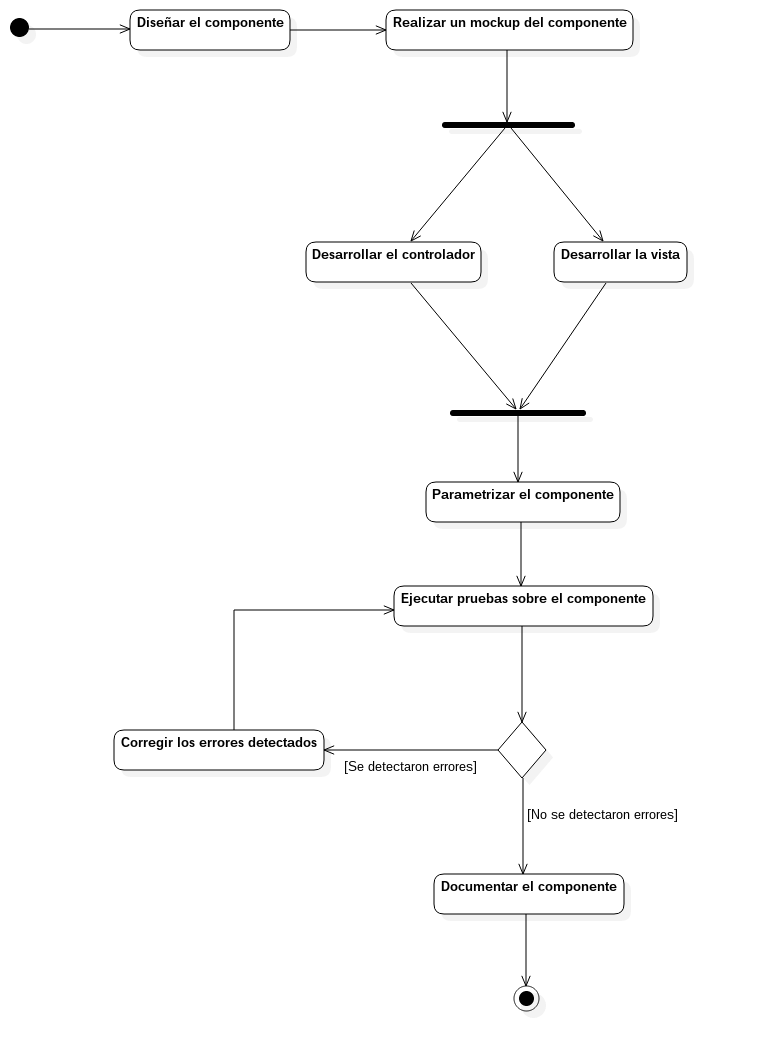 Diseñar el componente
Realizar un mockup del componente
Desarrollar el controlador
Desarrollar la vista
Parametrizar el componente
Ejecutar pruebas sobre el componente
Corregir los errores detectados
[Se detectaron errores]
[No se detectaron errores]
Documentar el componente